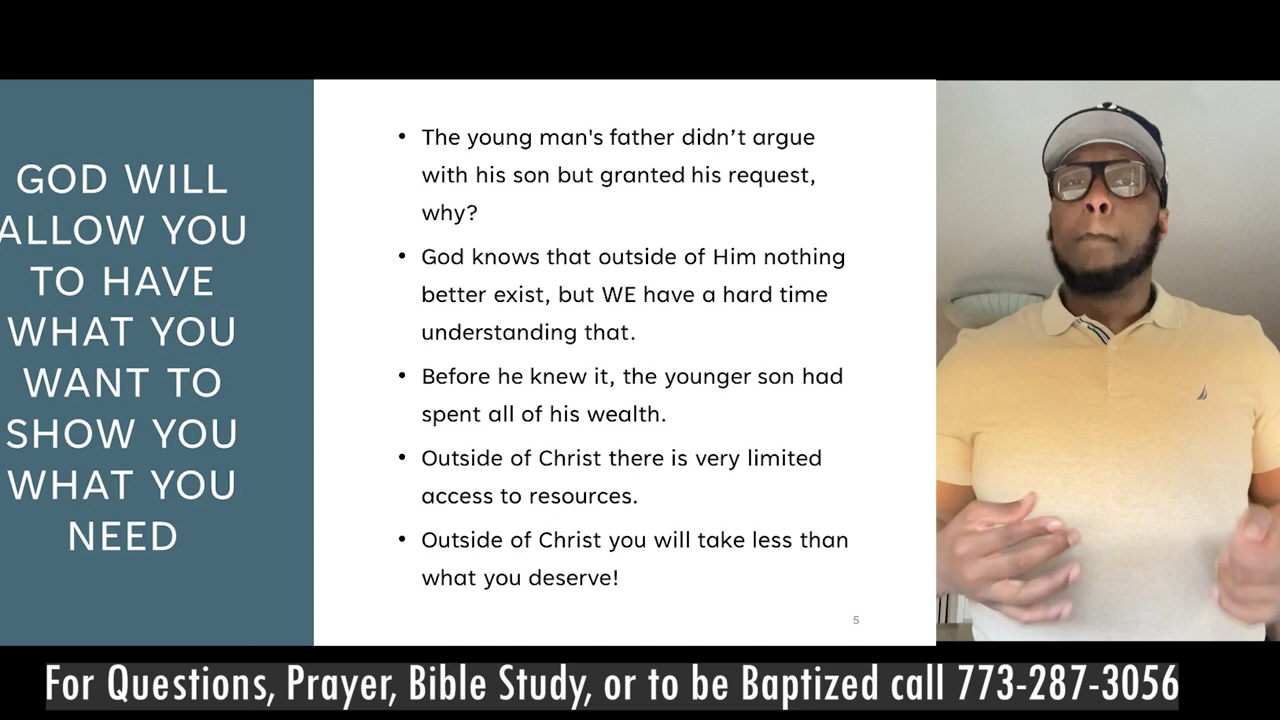 GOD WILL
ALLOW YOU
TO HAVE
WHAT YOU
WANT TO
SHOW YOU
WHAT YOU
NEED
• The young man's father didn’t argue
with his son but granted his request,
why?
• God knows that outside of Him nothing
better exist, but WE have a hard time
understanding that.
• Before he knew it, the younger son had
spent all of his wealth.
• Outside of Christ there is very limited
access to resources.
• Outside of Christ you will take less than
what you deserve!
5
For Questions, Prayer, Bible Study, or to be Baptized call 773-287-3056